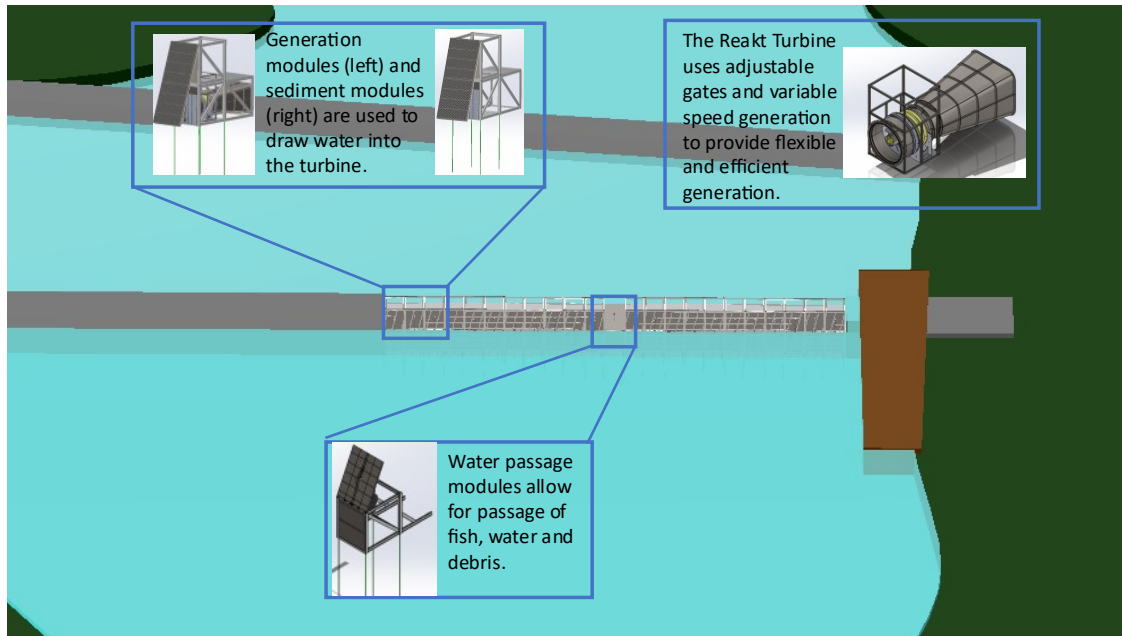 Generation
modules (left) and
sediment modules
(right) are used to
draw water into
the turbine.
The Reakt Turbine
uses adjustable
gates and variable
speed generation
to provide flexible
and efficient
generation.
Water passage
modules allow
for passage of
fish, water and
debris.